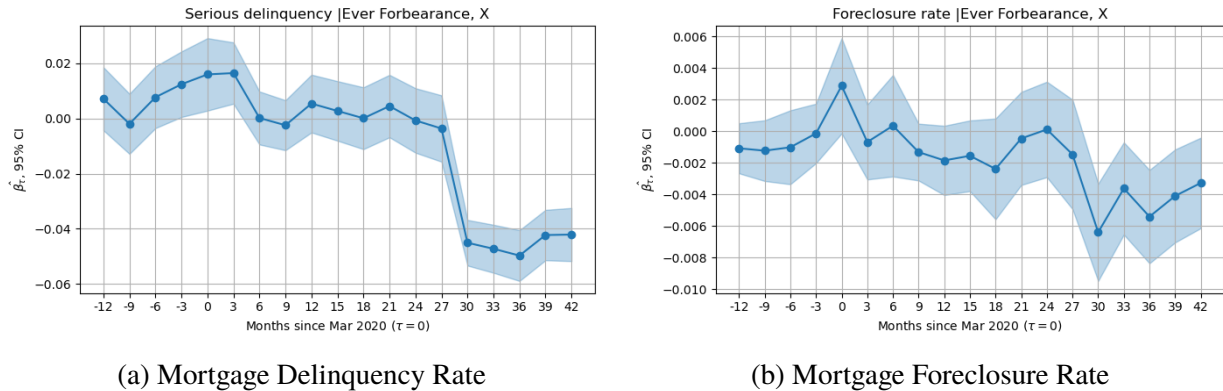 Serious delinquency |Ever Forbearance, X
0.02
0.00
−0.02
−0.04
−0.06
β̂τ, 95% CI
-12 -9 -6 -3 0 3 6 9 12 15 18 21 24 27 30 33 36 39 42
Months since Mar 2020 (τ = 0)
(a) Mortgage Delinquency Rate
Foreclosure rate |Ever Forbearance, X
0.006
0.004
0.002
0.000
−0.002
−0.004
−0.006
−0.008
−0.010
β̂τ, 95% CI
-12 -9 -6 -3 0 3 6 9 12 15 18 21 24 27 30 33 36 39 42
Months since Mar 2020 (τ = 0)
(b) Mortgage Foreclosure Rate